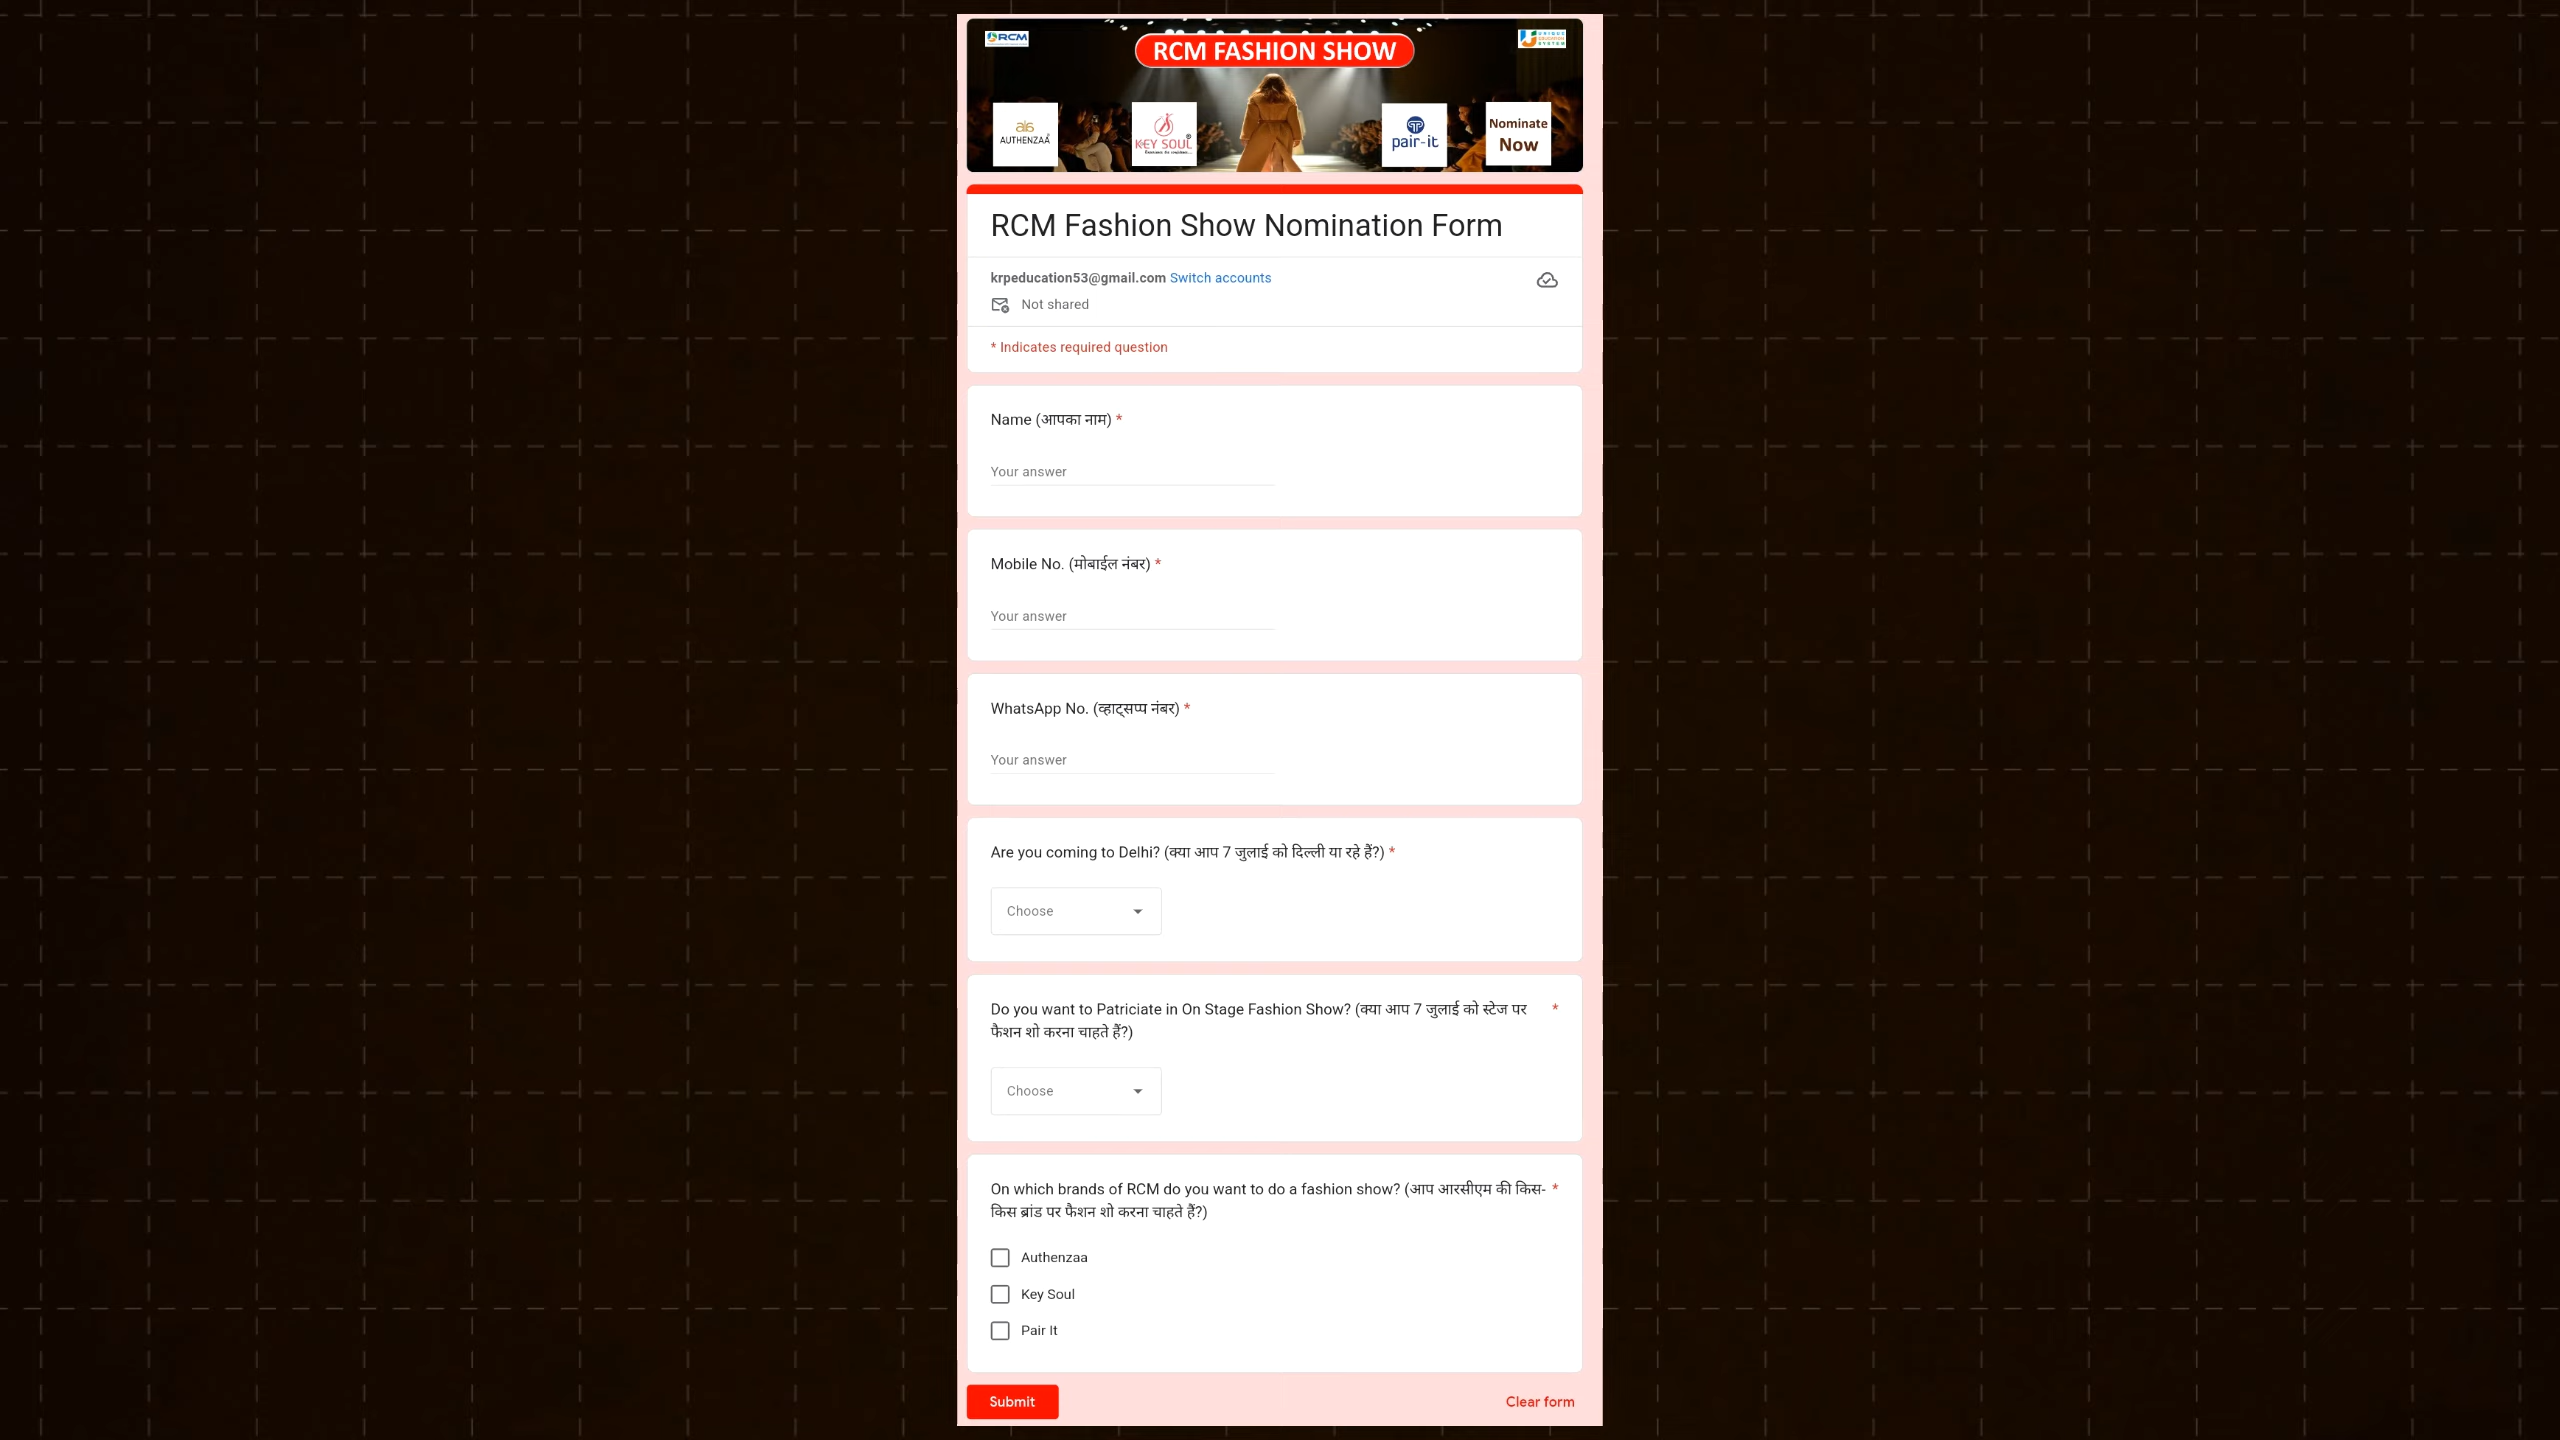 RCM
RCM FASHION SHOW
UNIQUE
EDUCATION
SYSTEM
AUTHENZAA
KEY SOUL®
pair-it
Nominate
Now
RCM Fashion Show Nomination Form
krpeducation53@gmail.com Switch accounts
Not shared
* Indicates required question
Name (आपका नाम) *
Your answer
Mobile No. (मोबाईल नंबर) *
Your answer
WhatsApp No. (व्हाट्सप्प नंबर) *
Your answer
Are you coming to Delhi? (क्या आप 7 जुलाई को दिल्ली या रहे हैं?) *
Choose
Do you want to Patriciate in On Stage Fashion Show? (क्या आप 7 जुलाई को स्टेज पर *
फैशन शो करना चाहते हैं?)
Choose
On which brands of RCM do you want to do a fashion show? (आप आरसीएम की किस- *
किस ब्रांड पर फैशन शो करना चाहते हैं?)
Authenzaa
Key Soul
Pair It
Submit
Clear form